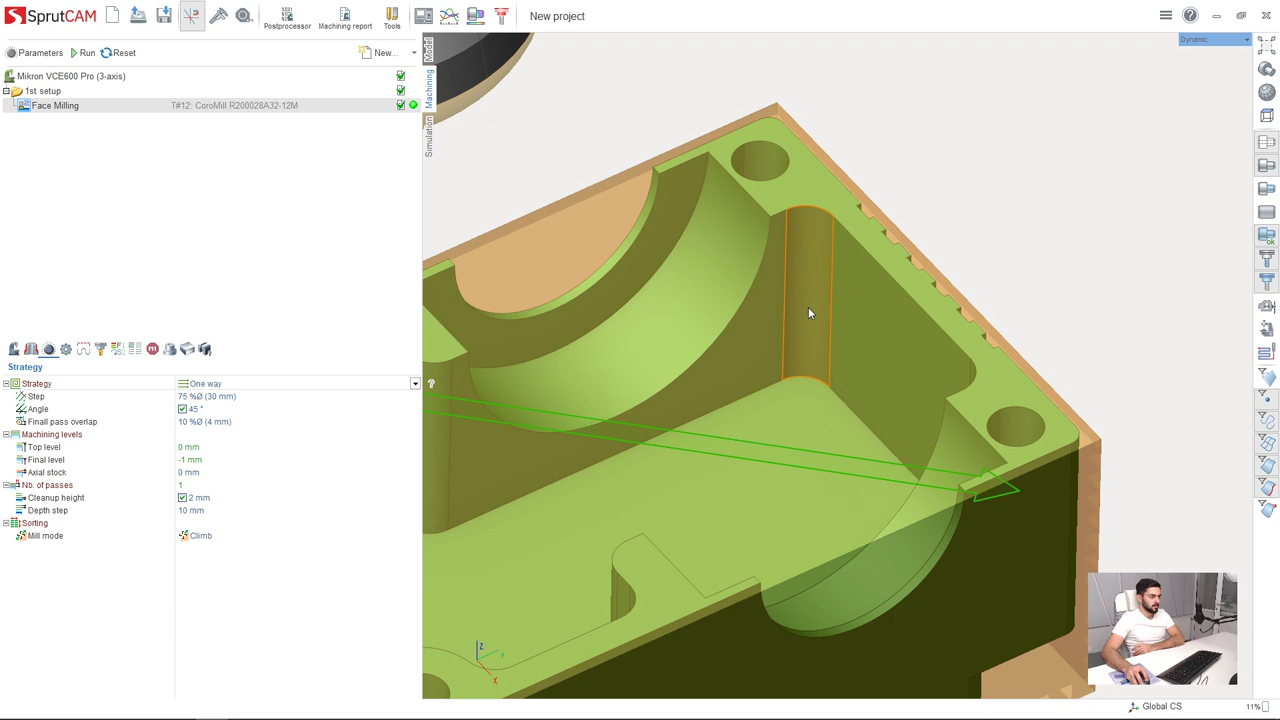 SprutCAM
Postprocessor
Machining report
Tools
New project
Parameters
Run
Reset
New...
Dynamic
Mikron VCE600 Pro (3-axis)
1st setup
Face Milling
T#12: CoroMill R200028A32-12M
Model
Machining
Simulation
Strategy
Strategy
One way
?
Step
75 %Ø (30 mm)
Angle
45 °
Finall pass overlap
10 %Ø (4 mm)
Machining levels
Top level
0 mm
Final level
-1 mm
Axial stock
0 mm
Nb. of passes
1
Cleanup height
2 mm
Depth step
10 mm
Sorting
Mill mode
Climb
Z
Y
X
Global CS
11%